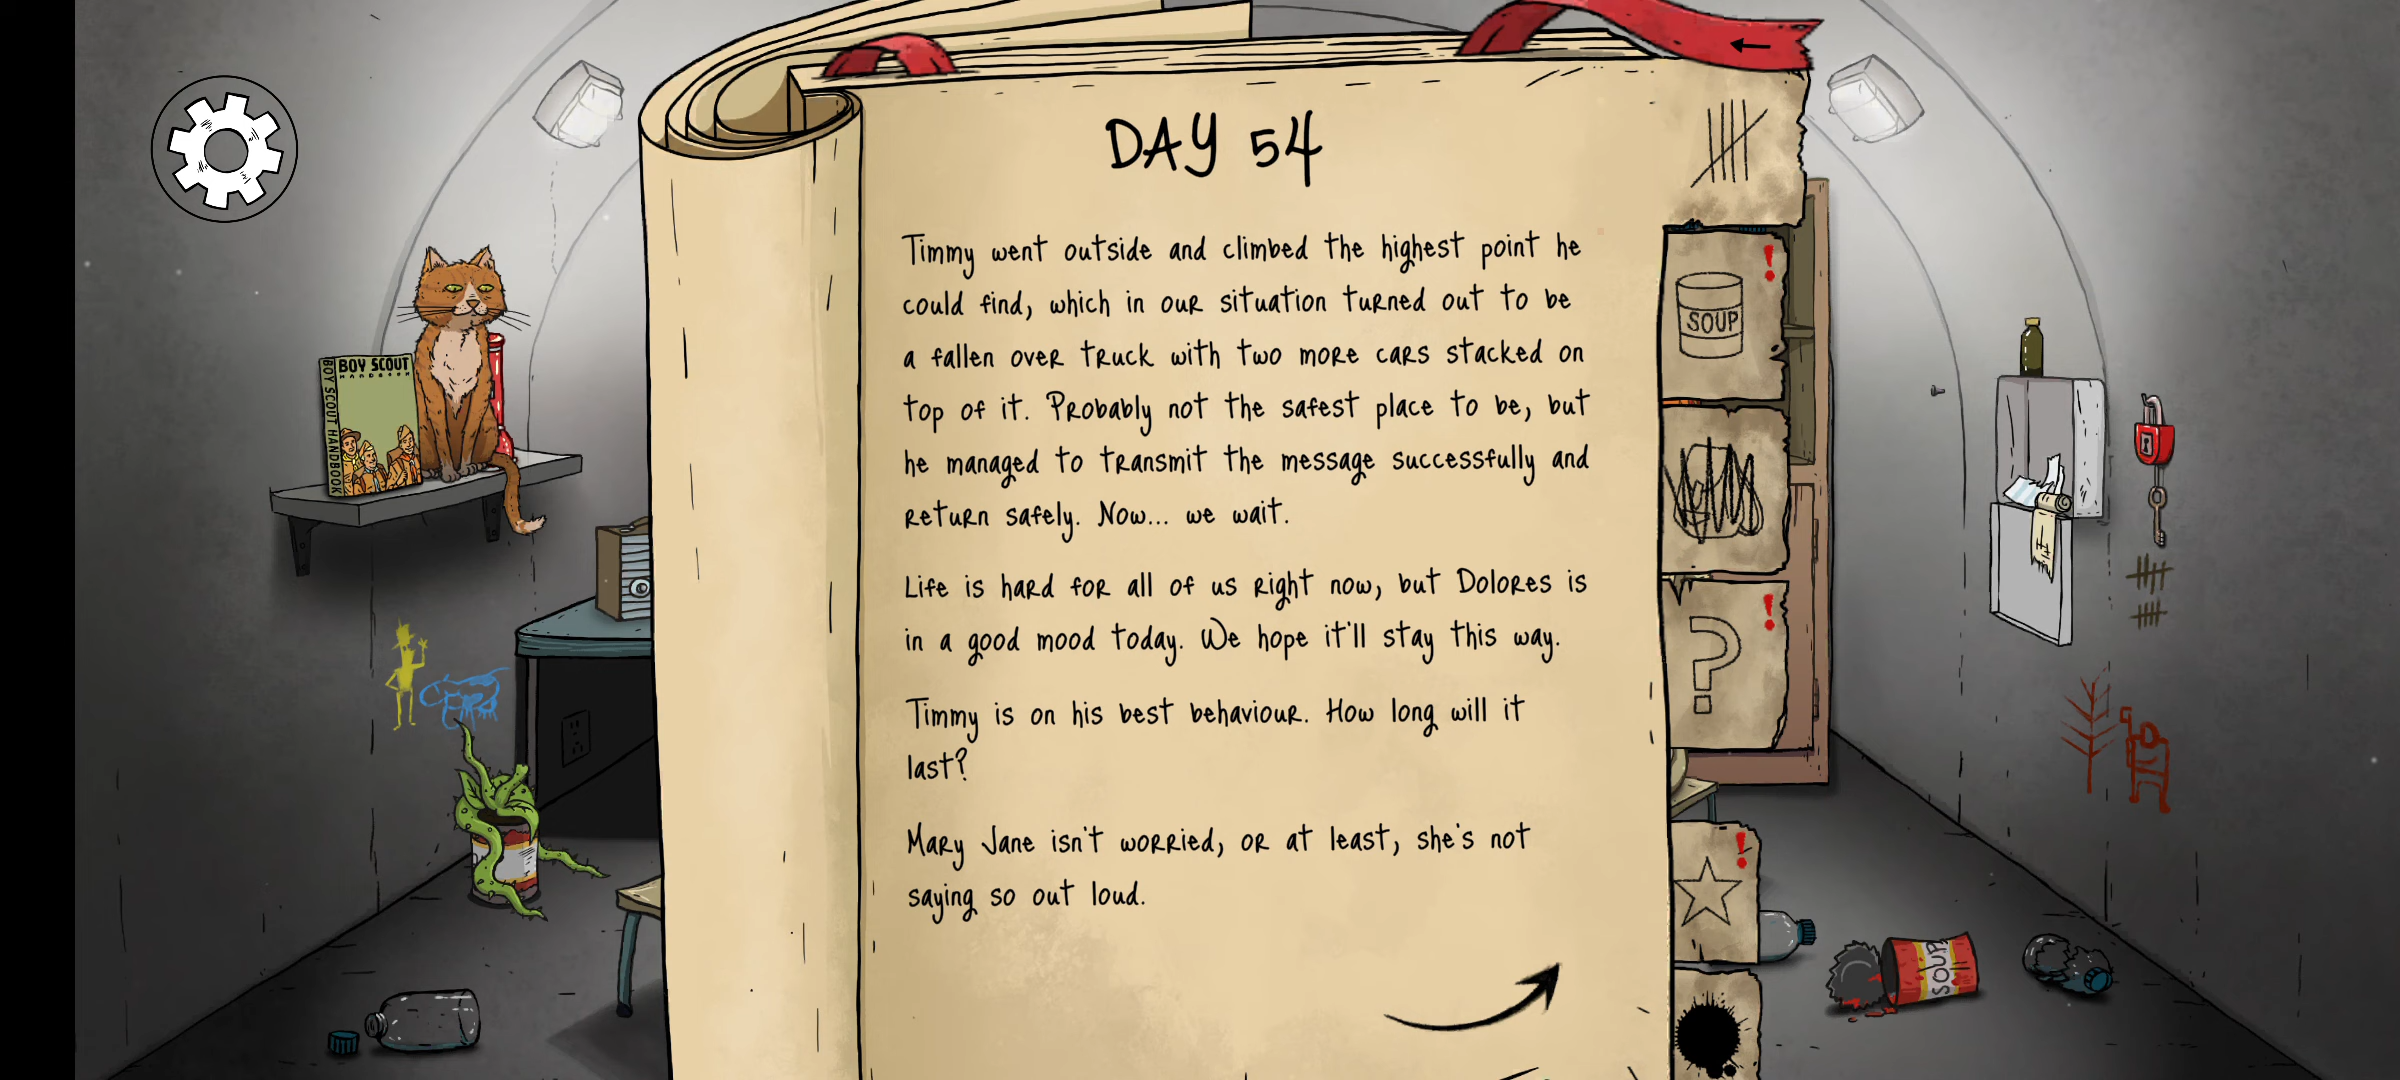 DAY 54
Timmy went outside and climbed the highest point he
could find, which in our situation turned out to be
a fallen over truck with two more cars stacked on
top of it. Probably not the safest place to be, but
he managed to transmit the message successfully and
return safely. Now... we wait.
Life is hard for all of us right now, but Dolores is
in a good mood today. We hope it'll stay this way.
Timmy is on his best behaviour. How long will it
last?
Mary Jane isn't worried, or at least, she's not
saying so out loud.
!
SOUP
!
?
!
BOY SCOUT
HANDBOOK
BOY SCOUT HANDBOOK
SOUP